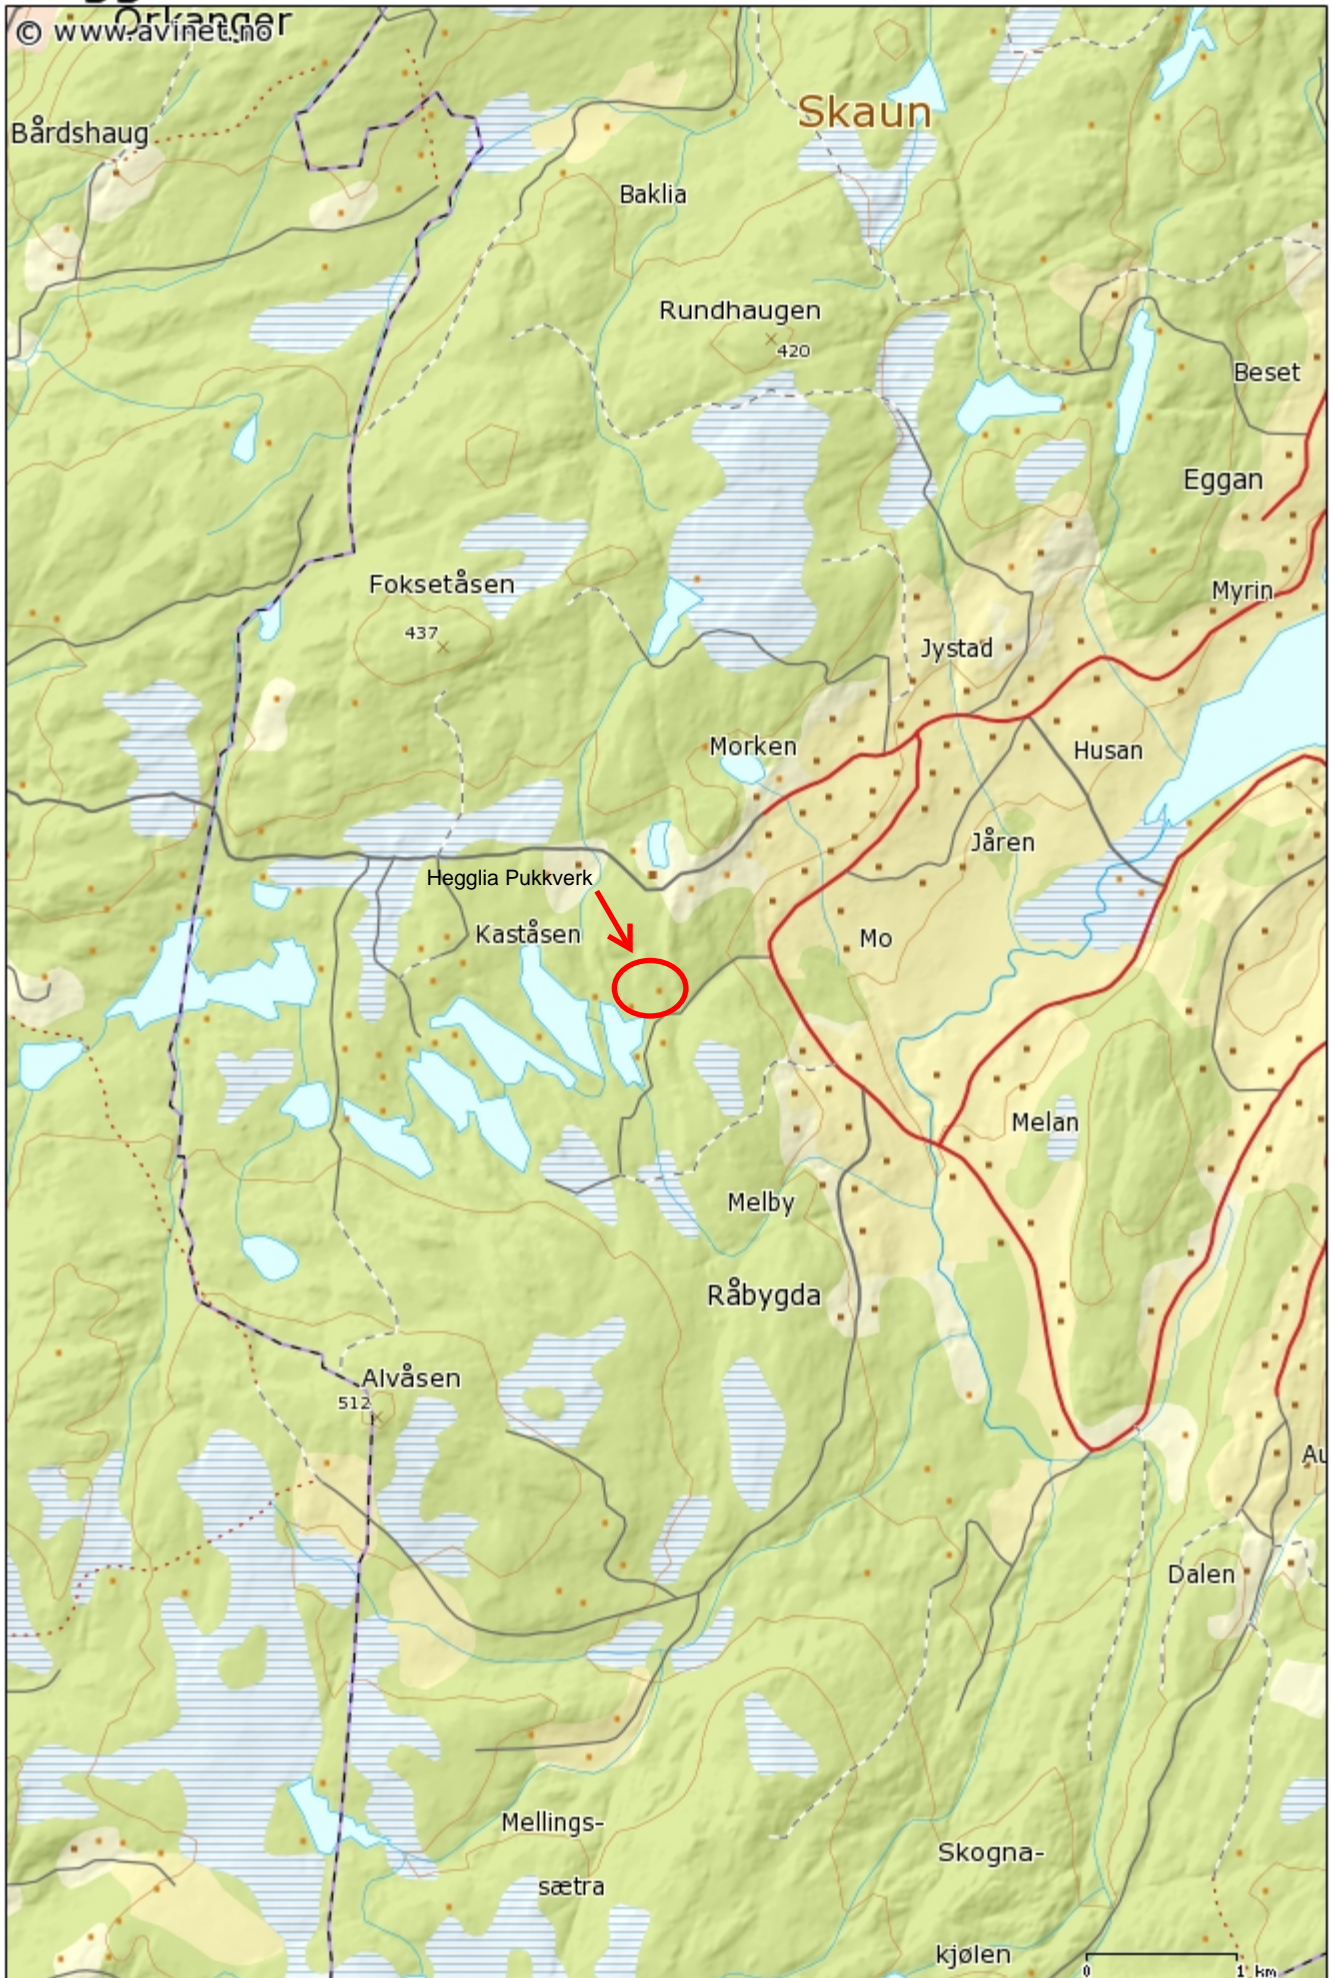 Orkanger
© www.avinet.no
Skaun
Bårdshaug
Baklia
Rundhaugen
420
Beset
Eggan
Foksetåsen
437
Myrin
Jystad
Morken
Husan
Jåren
Hegglia Pukkverk
Kaståsen
Mo
Melan
Melby
Råbygda
Alvåsen
512
Dalen
Mellings-
sætra
Skogna-
kjølen
0 1 km